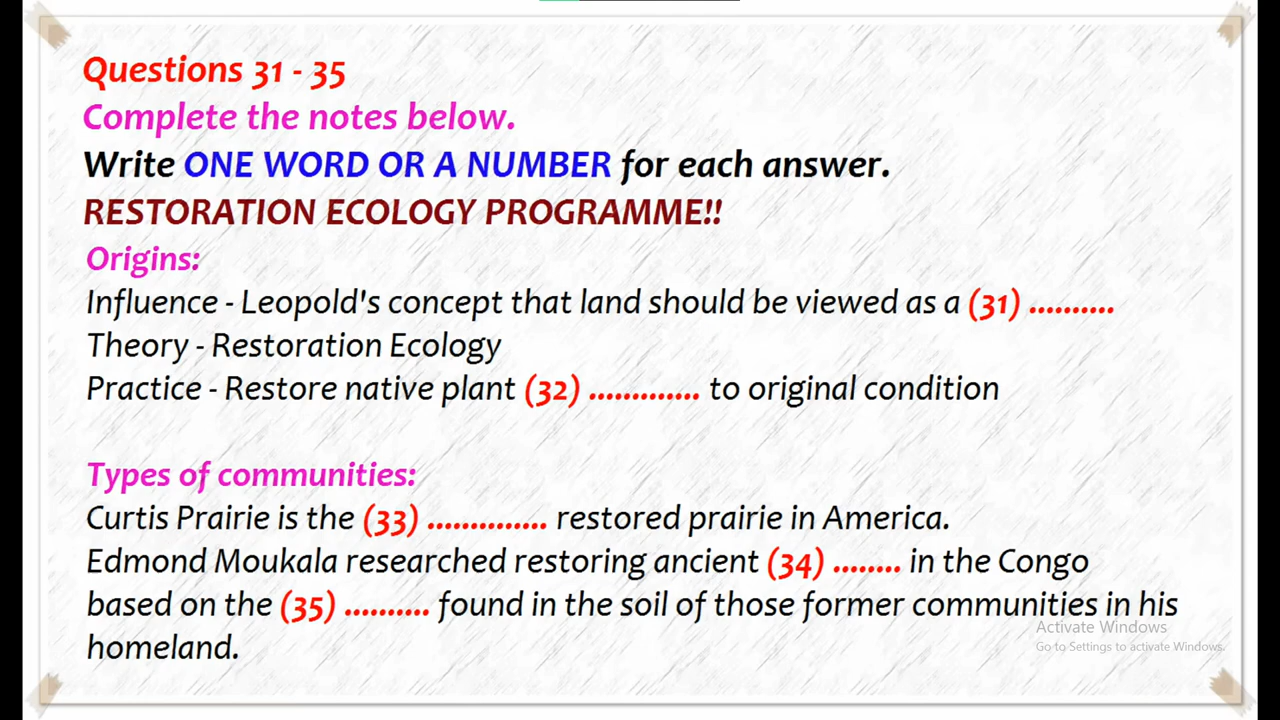 Questions 31 - 35
Complete the notes below.
Write ONE WORD OR A NUMBER for each answer.
RESTORATION ECOLOGY PROGRAMME!!
Origins:
Influence - Leopold's concept that land should be viewed as a (31) ..........
Theory - Restoration Ecology
Practice - Restore native plant (32) ............. to original condition
Types of communities:
Curtis Prairie is the (33) .............. restored prairie in America.
Edmond Moukala researched restoring ancient (34) ........ in the Congo
based on the (35) .......... found in the soil of those former communities in his
homeland.
Activate Windows
Go to Settings to activate Windows.